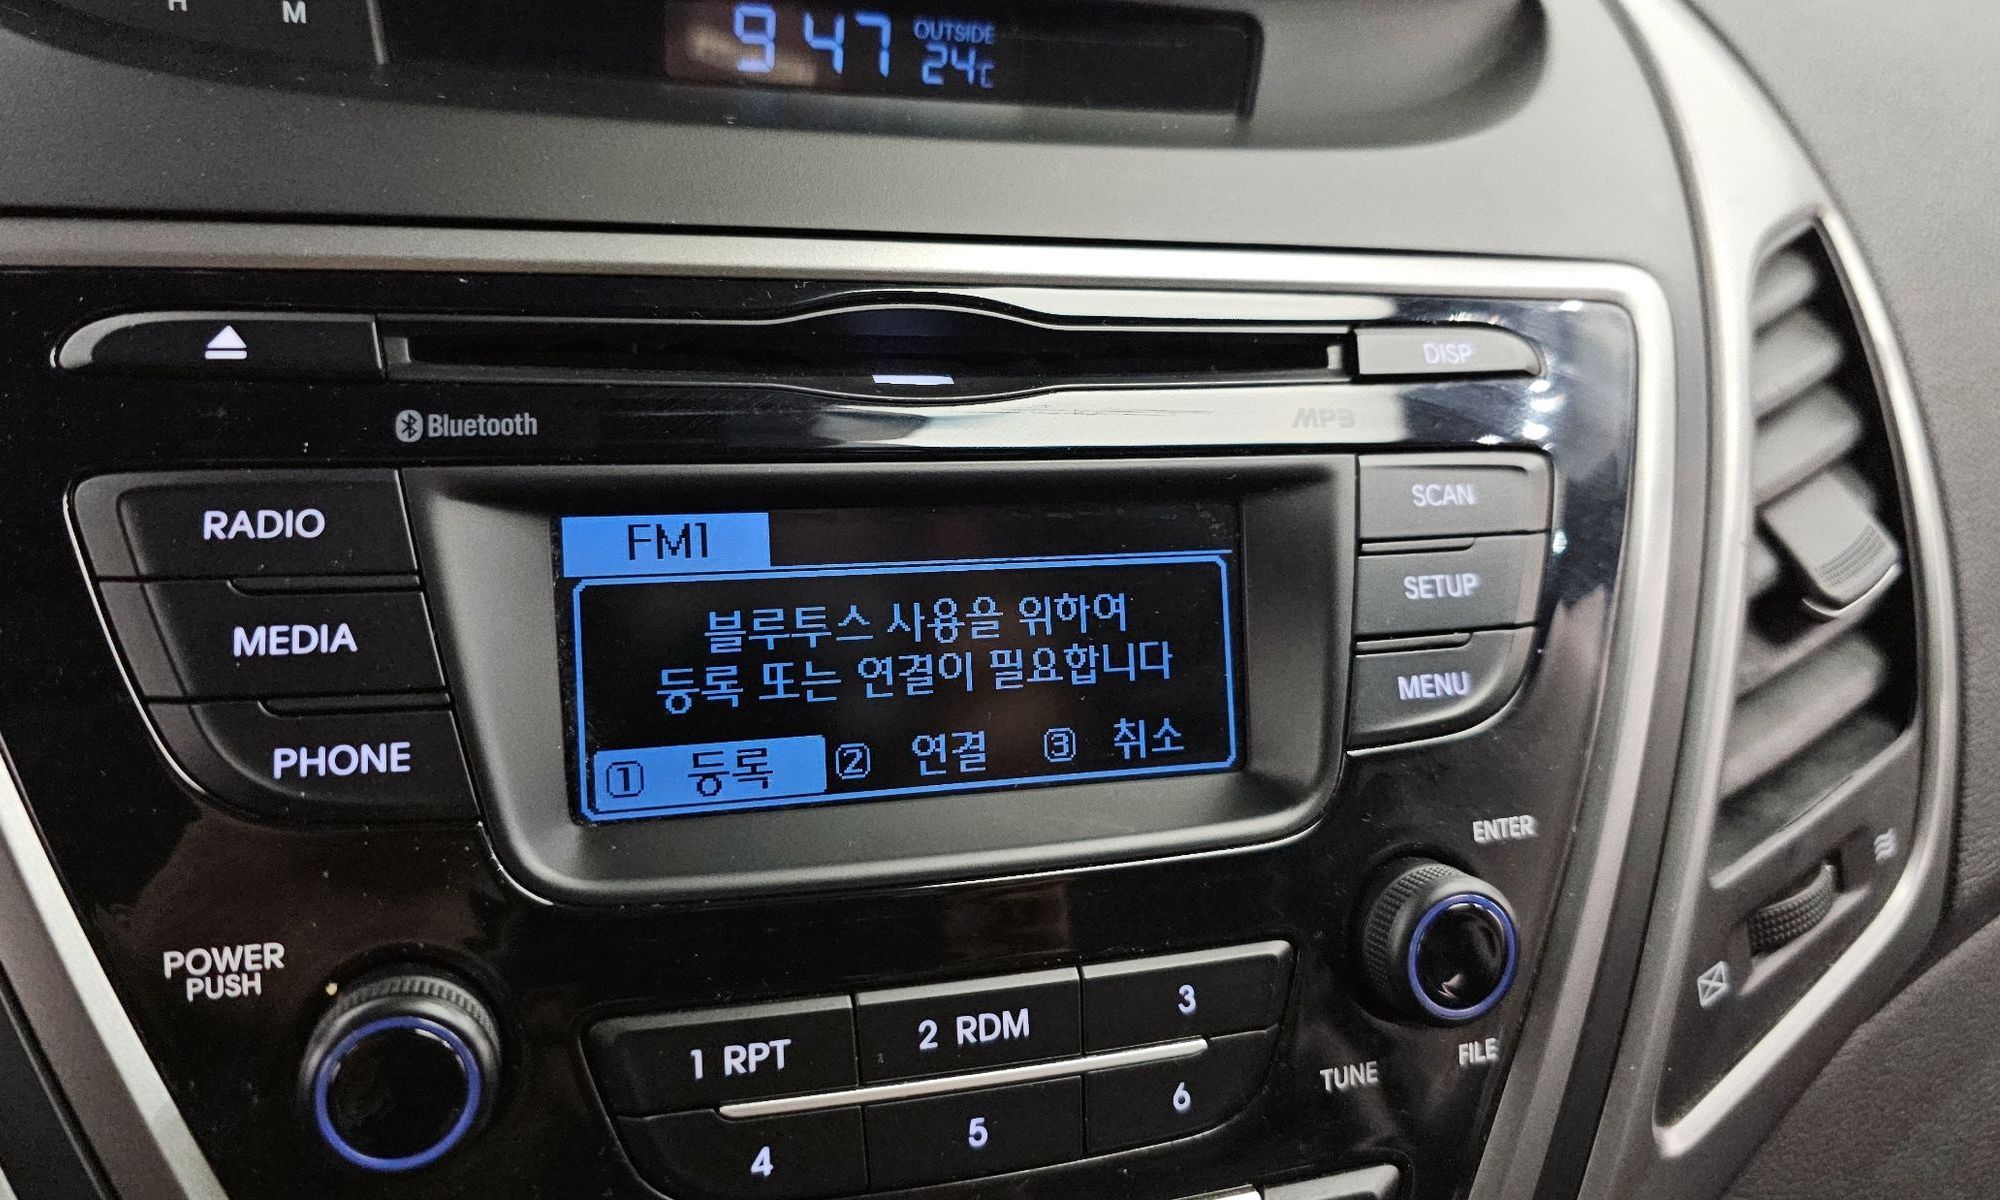 H M
9 47 OUTSIDE
24℃
DISP
Bluetooth
MP3
RADIO
MEDIA
PHONE
FM1
블루투스 사용을 위하여
등록 또는 연결이 필요합니다
① 등록 ② 연결 ③ 취소
SCAN
SETUP
MENU
ENTER
POWER
PUSH
TUNE
FILE
1 RPT
2 RDM
3
4
5
6